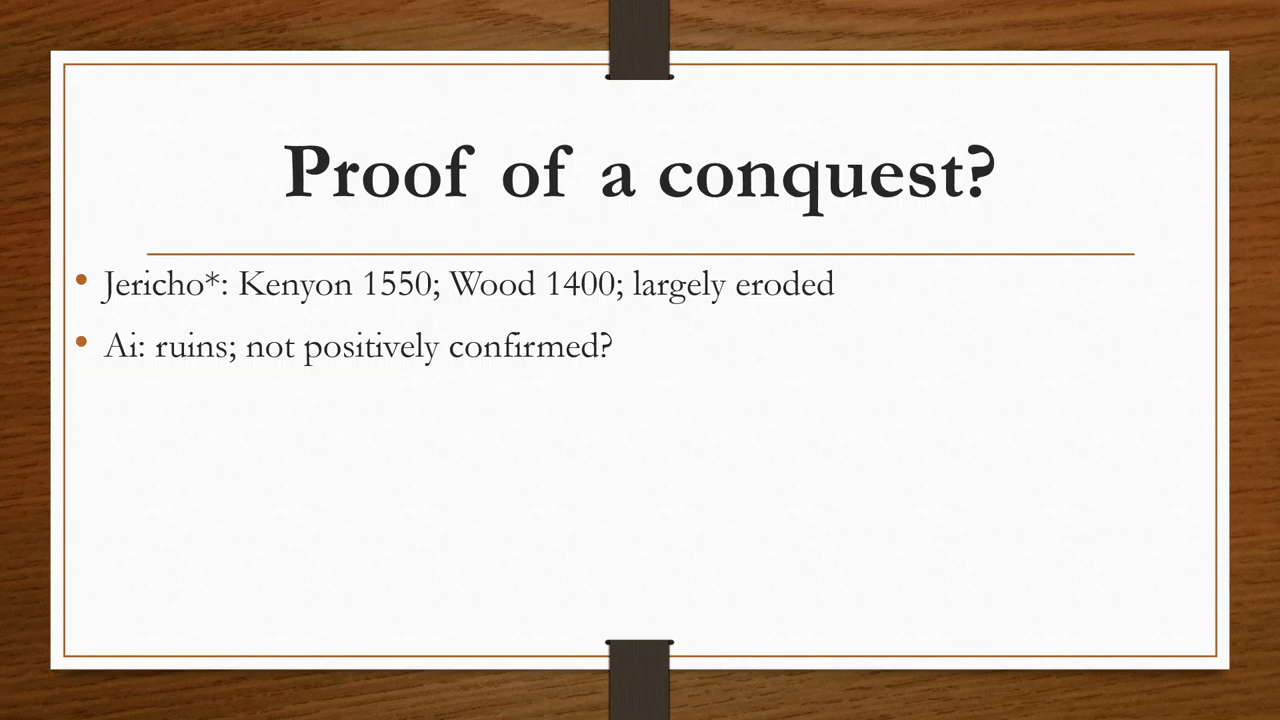 Proof of a conquest?
• Jericho*: Kenyon 1550; Wood 1400; largely eroded
• Ai: ruins; not positively confirmed?